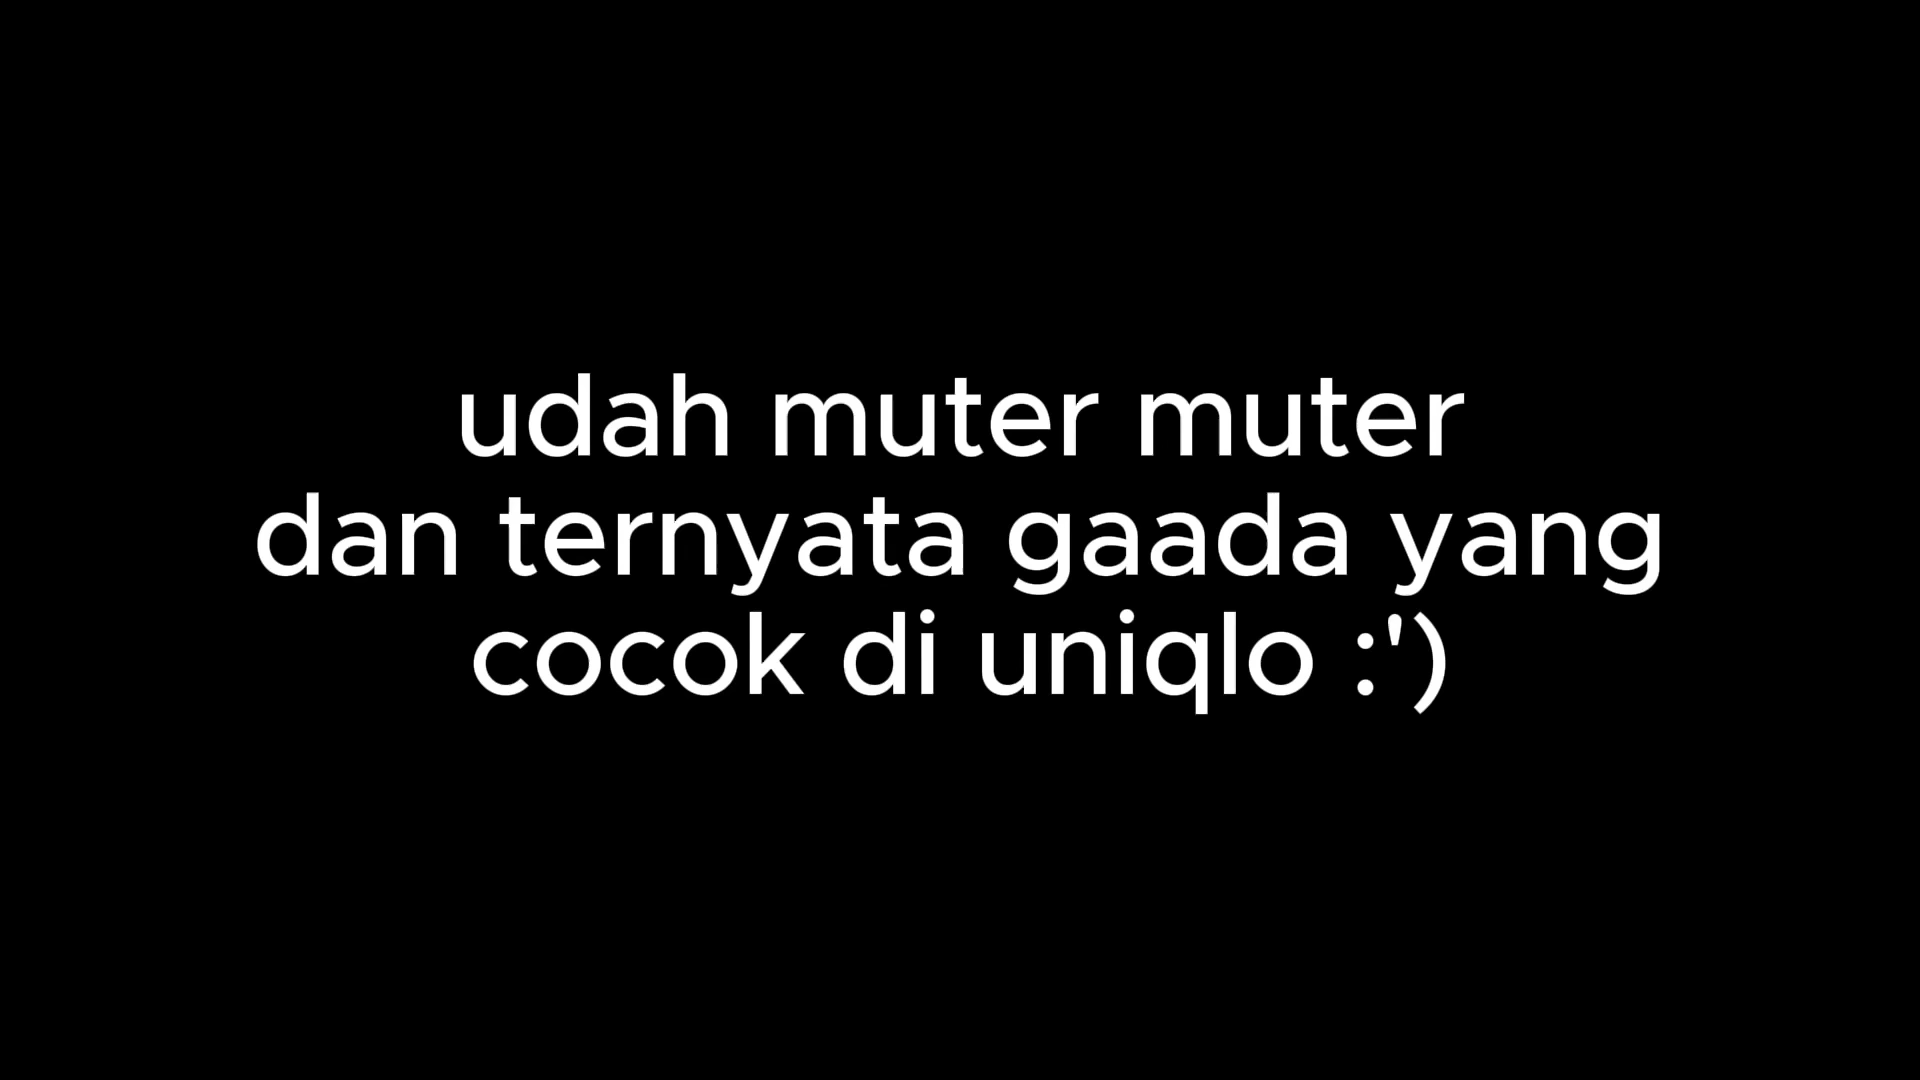 udah muter muter
dan ternyata gaada yang
cocok di uniqlo :')